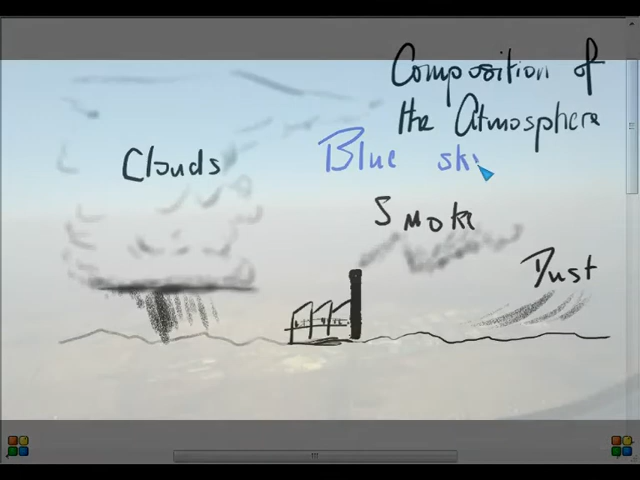 Composition of
the Atmosphere
Blue sk
Clouds
Smoke
Dust